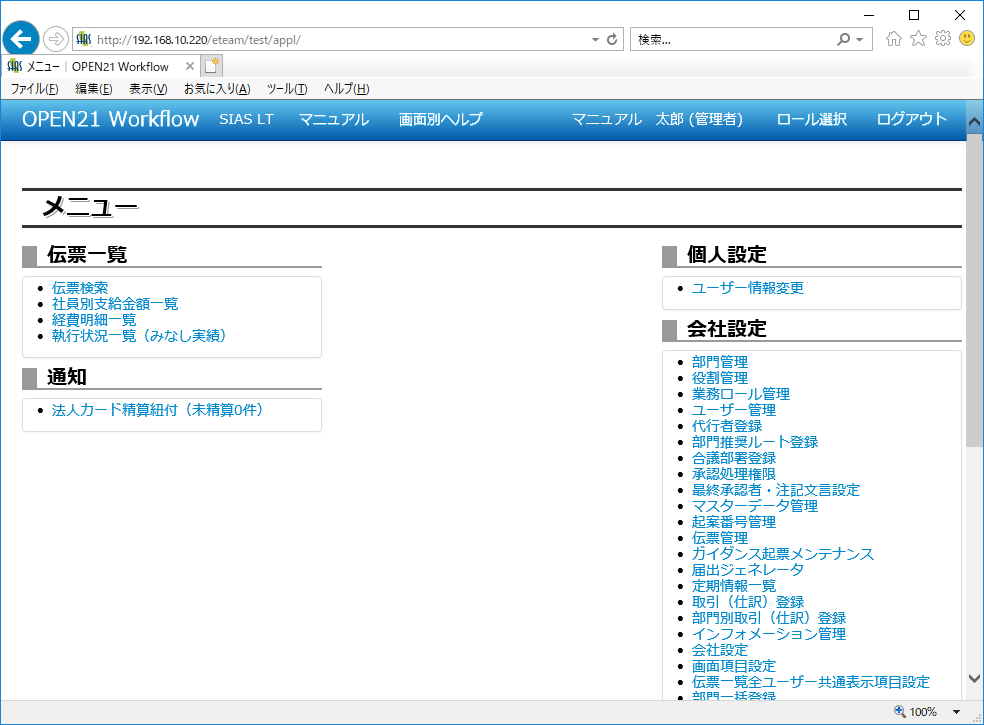 http://192.168.10.220/eteam/test/appl/
検索...
メニュー | OPEN21 Workflow
ファイル(F) 編集(E) 表示(V) お気に入り(A) ツール(T) ヘルプ(H)
OPEN21 Workflow SIAS LT マニュアル 画面別ヘルプ マニュアル 太郎 (管理者) ロール選択 ログアウト
メニュー
伝票一覧
伝票検索
社員別支給金額一覧
経費明細一覧
執行状況一覧（みなし実績）
通知
法人カード精算紐付（未精算0件）
個人設定
ユーザー情報変更
会社設定
部門管理
役割管理
業務ロール管理
ユーザー管理
代行者登録
部門推奨ルート登録
合議部署登録
承認処理権限
最終承認者・注記文言設定
マスターデータ管理
起案番号管理
伝票管理
ガイダンス起票メンテナンス
届出ジェネレータ
定期情報一覧
取引（仕訳）登録
部門別取引（仕訳）登録
インフォメーション管理
会社設定
画面項目設定
伝票一覧全ユーザー共通表示項目設定
部門一括登録
100%